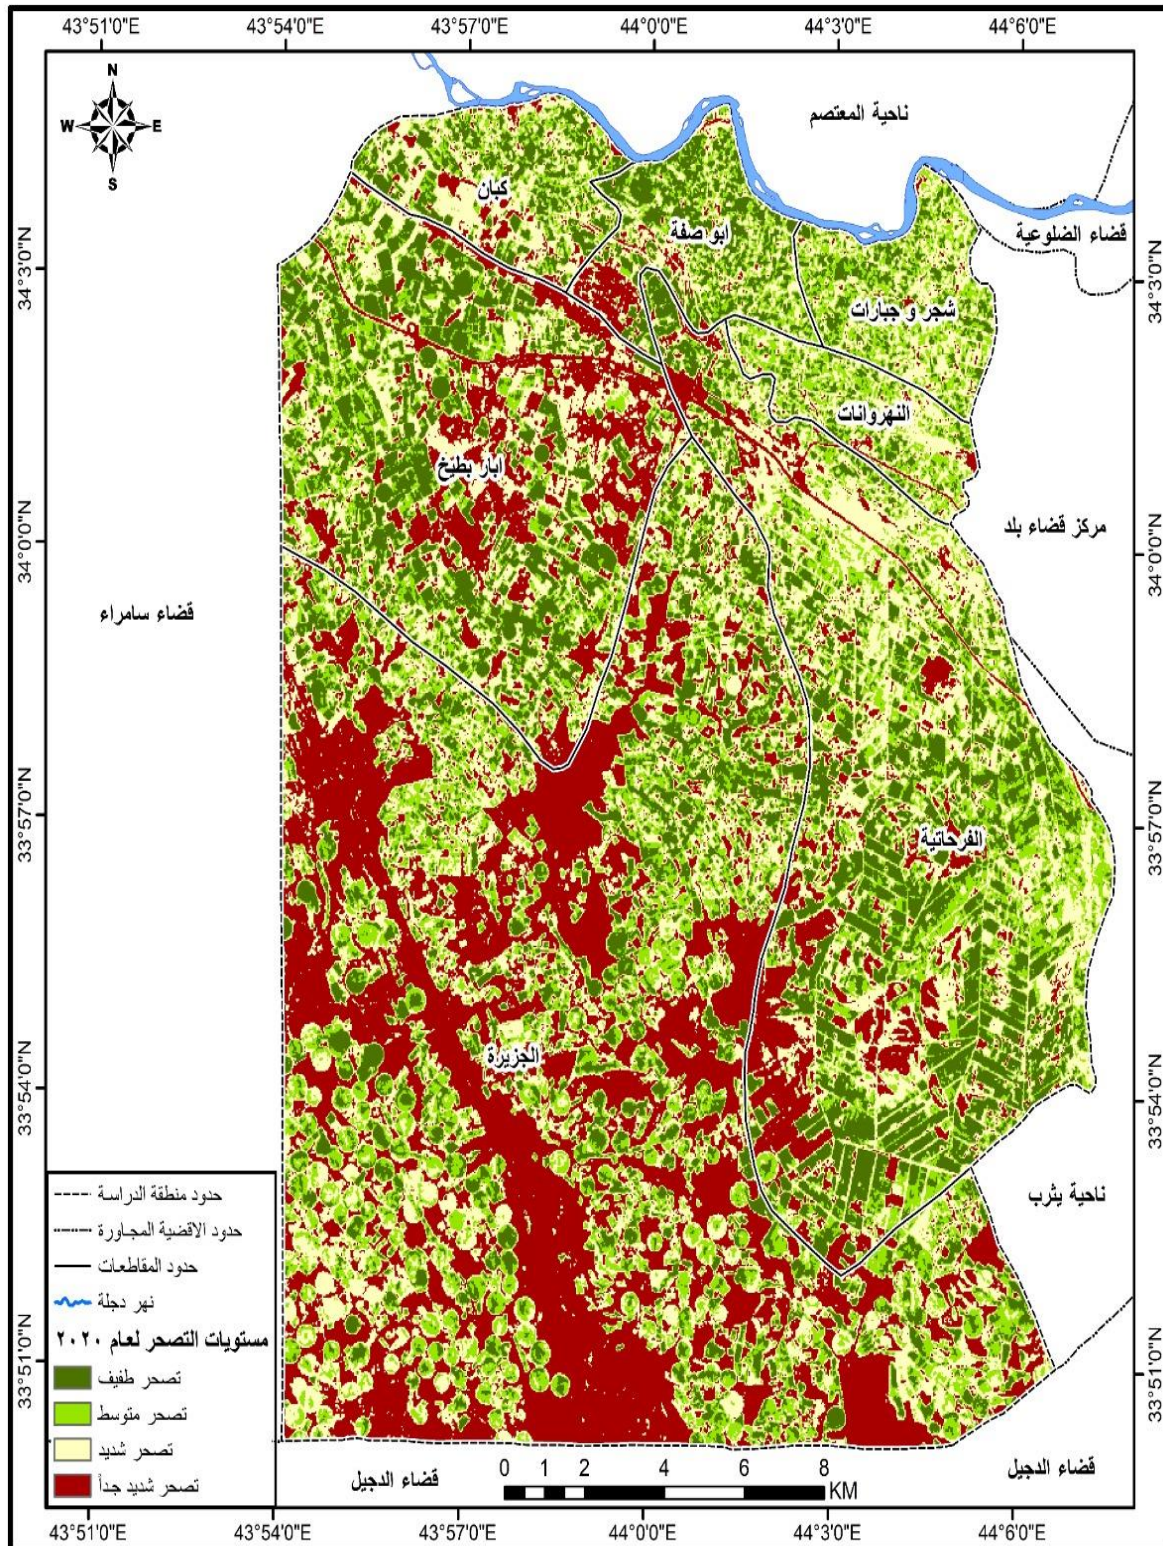 43°51'0"E 43°54'0"E 43°57'0"E 44°0'0"E 44°3'0"E 44°6'0"E
N
W E
S
ناحية المعتصم
قضاء الضلوعية
كبان
ابو صفة
34°3'0"N
34°3'0"N
شجر و جبارات
النهروانات
ابار بطيخ
مركز قضاء بلد
34°0'0"N
34°0'0"N
قضاء سامراء
33°57'0"N
33°57'0"N
الفرحاتية
الجزيرة
33°54'0"N
33°54'0"N
ناحية يثرب
حدود منطقة الدراسة
حدود الاقضية المجاورة
حدود المقاطعات
نهر دجلة
مستويات التصحر لعام ٢٠٢٠
تصحر طفيف
تصحر متوسط
تصحر شديد
تصحر شديد جداً
33°51'0"N
33°51'0"N
قضاء الدجيل
قضاء الدجيل
0 1 2 4 6 8
KM
43°51'0"E 43°54'0"E 43°57'0"E 44°0'0"E 44°3'0"E 44°6'0"E